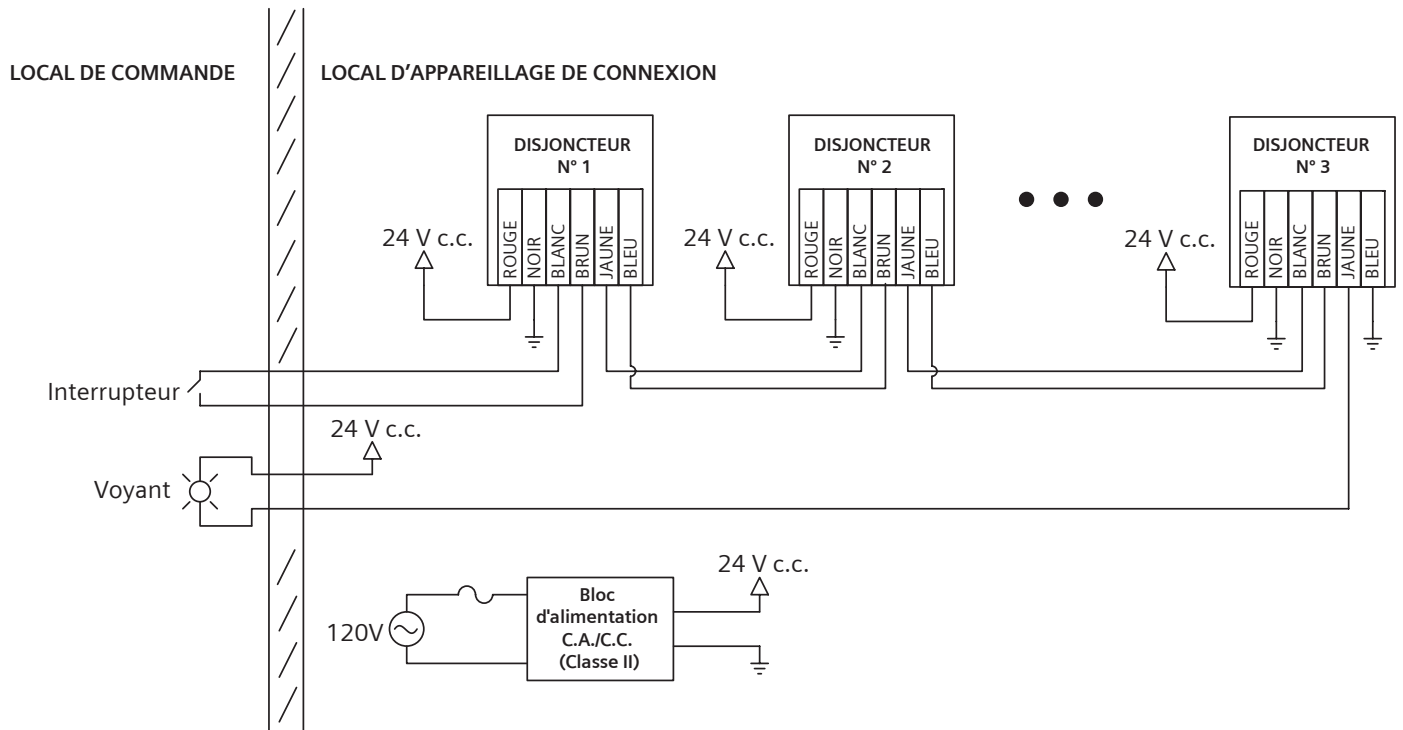 LOCAL DE COMMANDE
LOCAL D'APPAREILLAGE DE CONNEXION
DISJONCTEUR
N° 1
ROUGE
NOIR
BLANC
BRUN
JAUNE
BLEU
24 V c.c.
DISJONCTEUR
N° 2
ROUGE
NOIR
BLANC
BRUN
JAUNE
BLEU
24 V c.c.
DISJONCTEUR
N° 3
ROUGE
NOIR
BLANC
BRUN
JAUNE
BLEU
24 V c.c.
Interrupteur
24 V c.c.
Voyant
24 V c.c.
120V
Bloc
d'alimentation
C.A./C.C.
(Classe II)